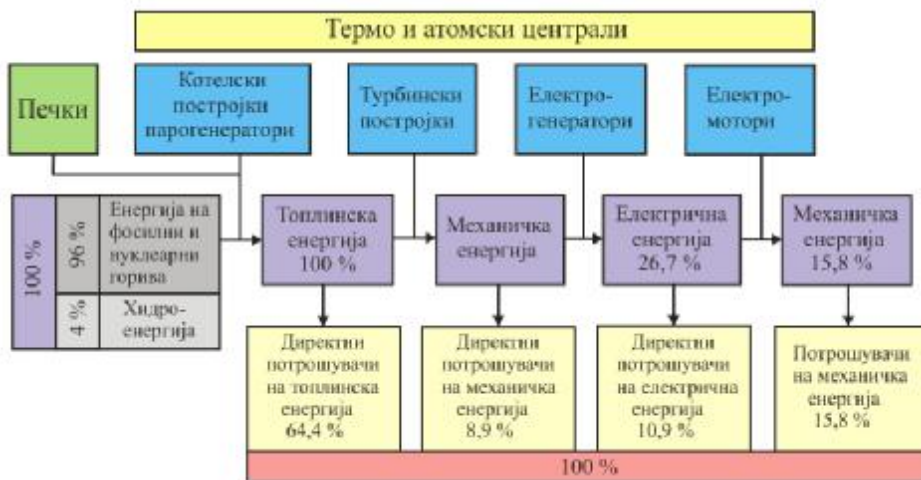 Термо и атомски централи
Печки
Котелски
постројки
парогенератори
Турбински
постројки
Електро-
генератори
Електро-
мотори
100 %
96 %
Енергија на
фосилни и
нуклеарни
горива
4 %
Хидро-
енергија
Топлинска
енергија
100 %
Механичка
енергија
Електрична
енергија
26,7 %
Механичка
енергија
15,8 %
Директни
потрошувачи
на топлинска
енергија
64,4 %
Директни
потрошувачи
на механичка
енергија
8,9 %
Директни
потрошувачи
на електрична
енергија
10,9 %
Потрошувачи
на механичка
енергија
15,8 %
100 %